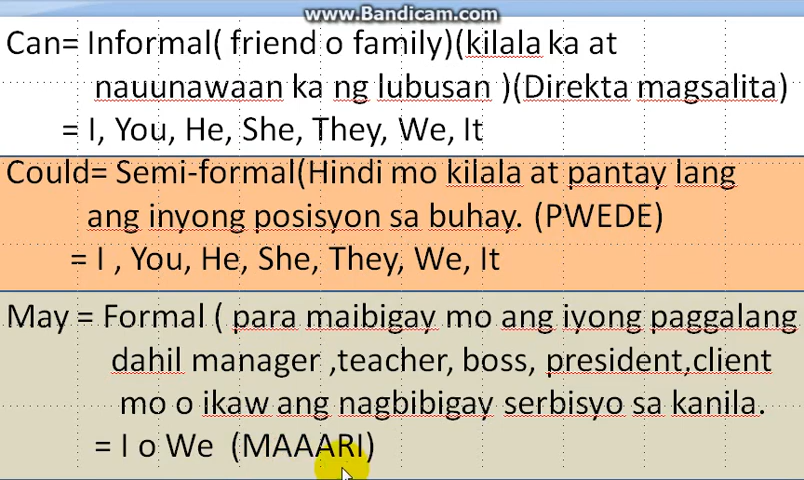 www.Bandicam.com
Can= Informal( friend o family)(kilala ka at
nauunawaan ka ng lubusan )(Direkta magsalita)
= I, You, He, She, They, We, It
Could= Semi-formal(Hindi mo kilala at pantay lang
ang inyong posisyon sa buhay. (PWEDE)
= I , You, He, She, They, We, It
May = Formal ( para maibigay mo ang iyong paggalang
dahil manager ,teacher, boss, president,client
mo o ikaw ang nagbibigay serbisyo sa kanila.
= I o We (MAAARI)